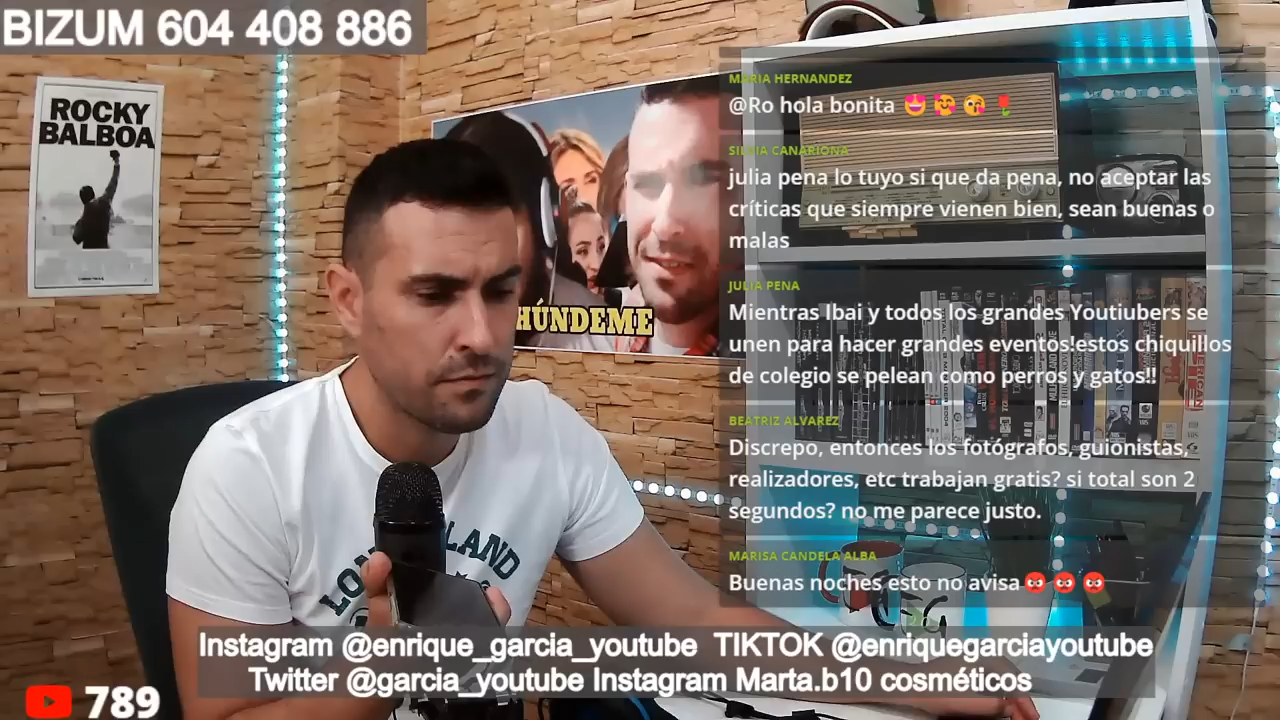 BIZUM 604 408 886
ROCKY
BALBOA
HÚNDEME
MARIA HERNANDEZ
@Ro hola bonita 🤩 🥰 😘 🌹
SILVIA CANARIONA
julia pena lo tuyo si que da pena, no aceptar las
críticas que siempre vienen bien, sean buenas o
malas
JULIA PENA
Mientras Ibai y todos los grandes Youtiubers se
unen para hacer grandes eventos!estos chiquillos
de colegio se pelean como perros y gatos!!
BEATRIZ ALVAREZ
Discrepo, entonces los fotógrafos, guionistas,
realizadores, etc trabajan gratis? si total son 2
segundos? no me parece justo.
MARISA CANDELA ALBA
Buenas noches esto no avisa😡 😡 😡
Instagram @enrique_garcia_youtube TIKTOK @enriquegarciayoutube
Twitter @garcia_youtube Instagram Marta.b10 cosméticos
789